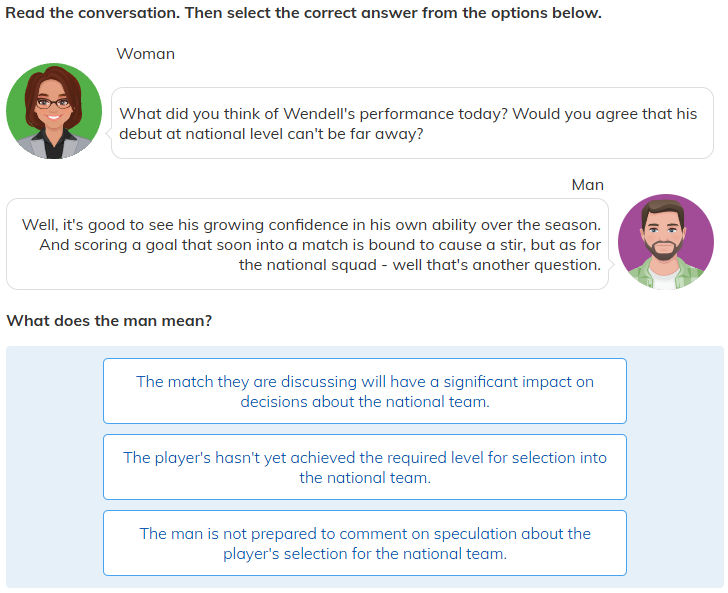 Read the conversation. Then select the correct answer from the options below.
Woman
What did you think of Wendell's performance today? Would you agree that his
debut at national level can't be far away?
Man
Well, it's good to see his growing confidence in his own ability over the season.
And scoring a goal that soon into a match is bound to cause a stir, but as for
the national squad - well that's another question.
What does the man mean?
The match they are discussing will have a significant impact on
decisions about the national team.
The player's hasn't yet achieved the required level for selection into
the national team.
The man is not prepared to comment on speculation about the
player's selection for the national team.